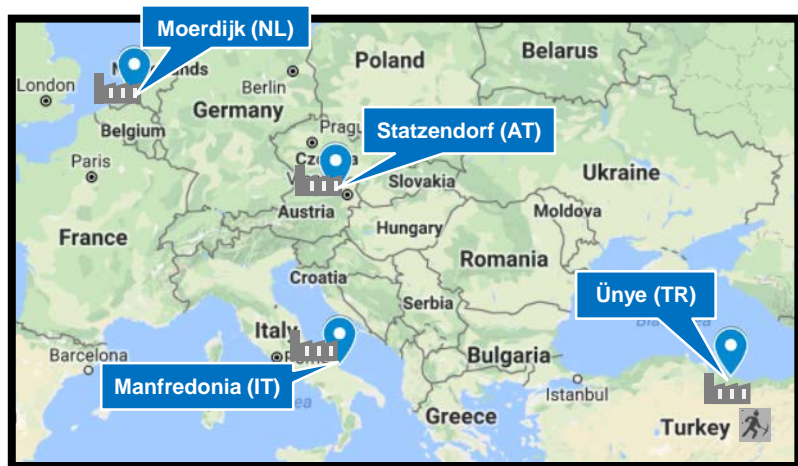 Moerdijk (NL)
Belarus
Poland
London
Berlin
Germany
Belgium
Statzendorf (AT)
Paris
Ukraine
Slovakia
Austria
Moldova
France
Hungary
Romania
Croatia
Serbia
Ünye (TR)
Italy
Barcelona
Bulgaria
Manfredonia (IT)
Istanbul
Greece
Turkey